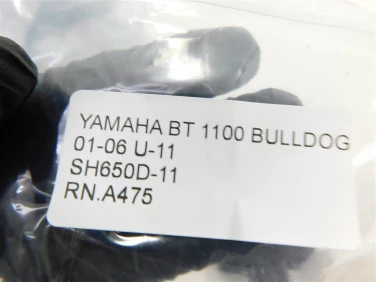 YAMAHA BT 1100 BULLDOG
01-06 U-11
SH650D-11
RN.A475